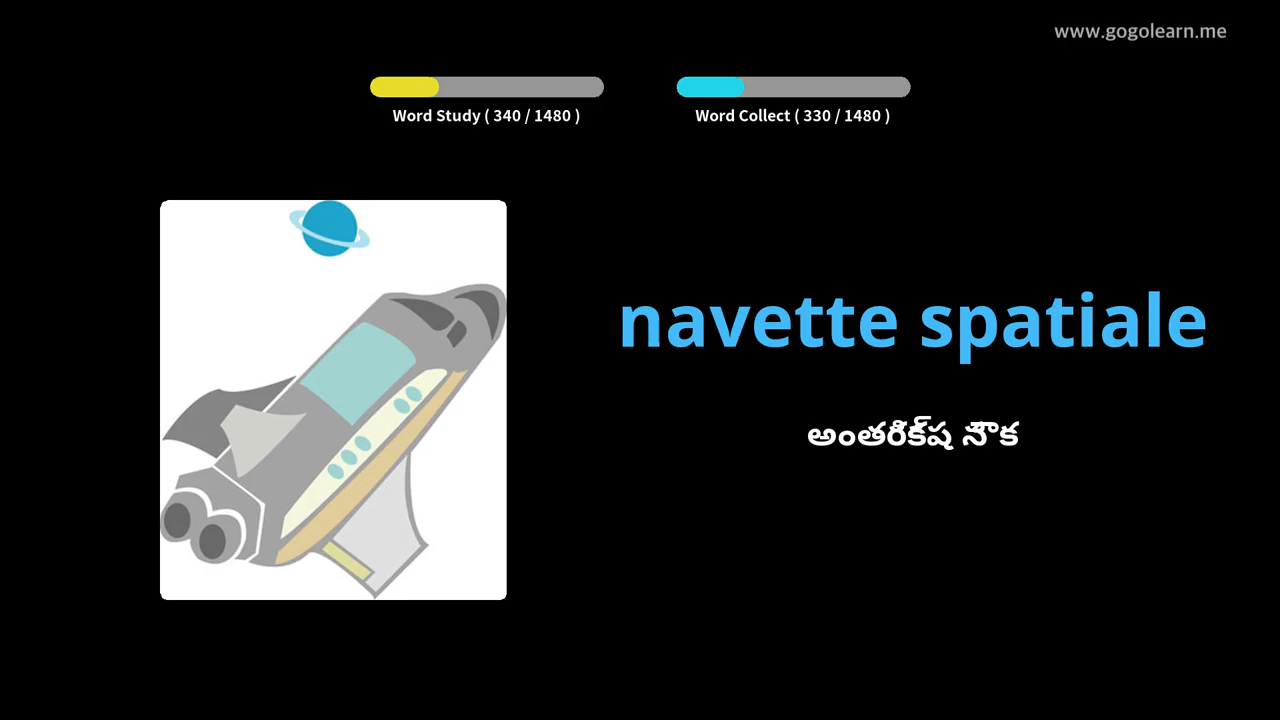 www.gogolearn.me
Word Study ( 340 / 1480 )
Word Collect ( 330 / 1480 )
navette spatiale
అంతరిక్ష నౌక